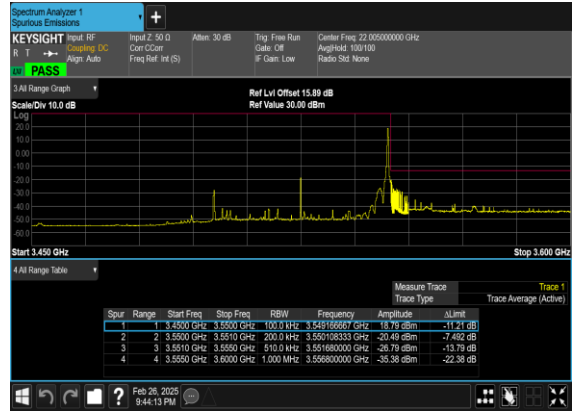 Spectrum Analyzer 1
Spurious Emissions
KEYSIGHT Input: RF Input Z: 50 Ω Atten: 30 dB Trig: Free Run Center Freq: 22.005000000 GHz
R T Coupling: DC Corr CCorr Gate: Off Avg|Hold: 100/100
Align: Auto Freq Ref: Int (S) IF Gain: Low Radio Std: None
PASS
3 All Range Graph
Ref Lvl Offset 15.89 dB
Scale/Div 10.0 dB Ref Value 30.00 dBm
Log
20.0
10.0
0.00
-10.0
-20.0
-30.0
-40.0
-50.0
-60.0
Start 3.450 GHz Stop 3.600 GHz
4 All Range Table
Measure Trace Trace 1
Trace Type Trace Average (Active)
Spur Range Start Freq Stop Freq RBW Frequency Amplitude ΔLimit
1 1 3.4500 GHz 3.5500 GHz 100.0 kHz 3.549166667 GHz 18.79 dBm -11.21 dB
2 2 3.5500 GHz 3.5510 GHz 200.0 kHz 3.550108333 GHz -20.49 dBm -7.492 dB
3 3 3.5510 GHz 3.5550 GHz 510.0 kHz 3.551680000 GHz -26.79 dBm -13.79 dB
4 4 3.5550 GHz 3.6000 GHz 1.000 MHz 3.556800000 GHz -35.38 dBm -22.38 dB
? Feb 26, 2025
9:44:13 PM